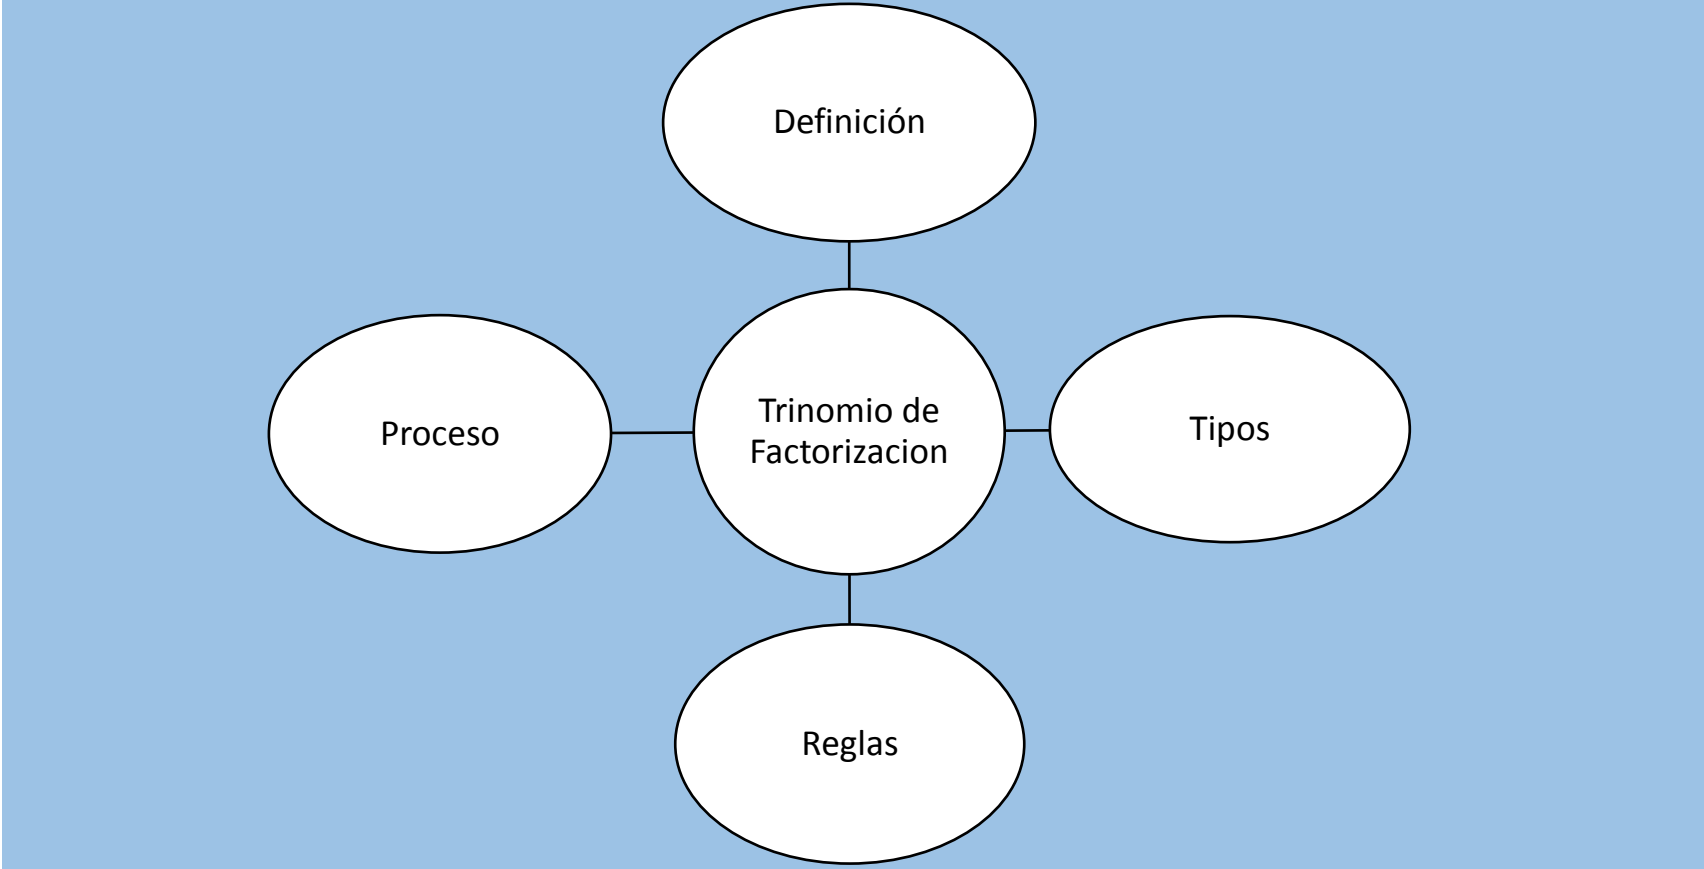 Definición
Proceso
Trinomio de
Factorizacion
Tipos
Reglas